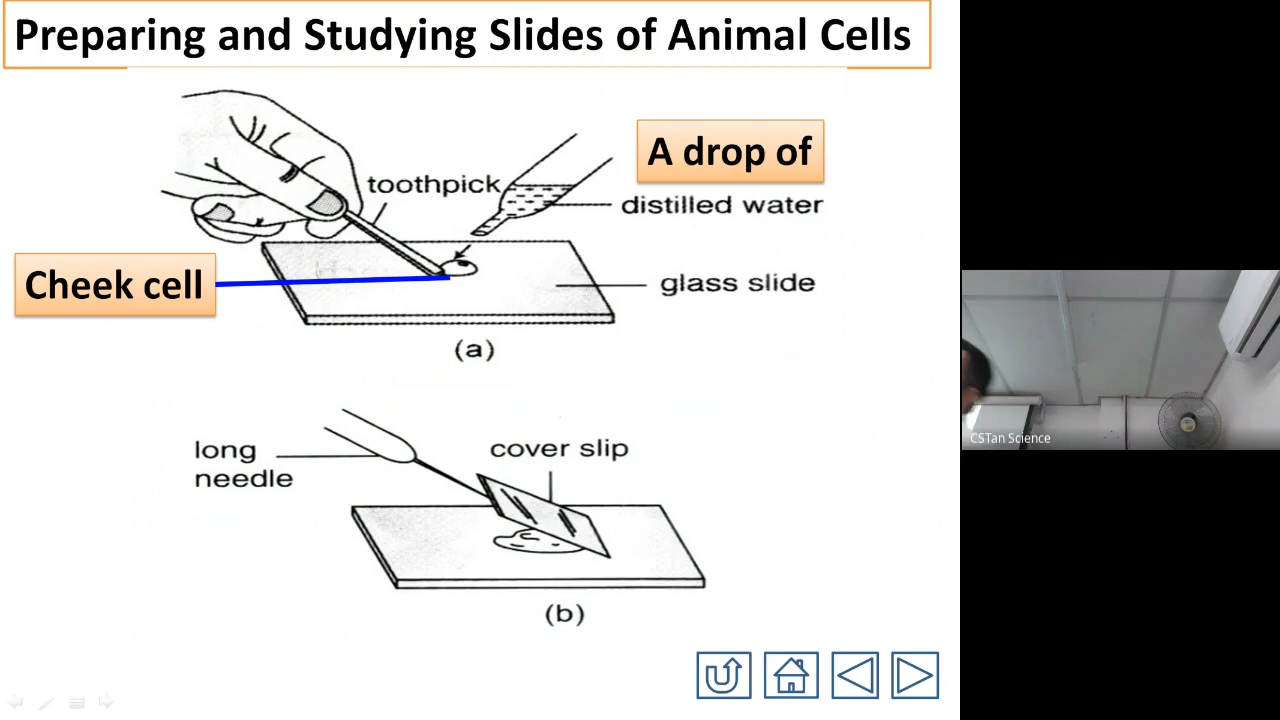 Preparing and Studying Slides of Animal Cells
A drop of
toothpick
distilled water
Cheek cell
glass slide
(a)
long
needle
cover slip
(b)
CSTan Science